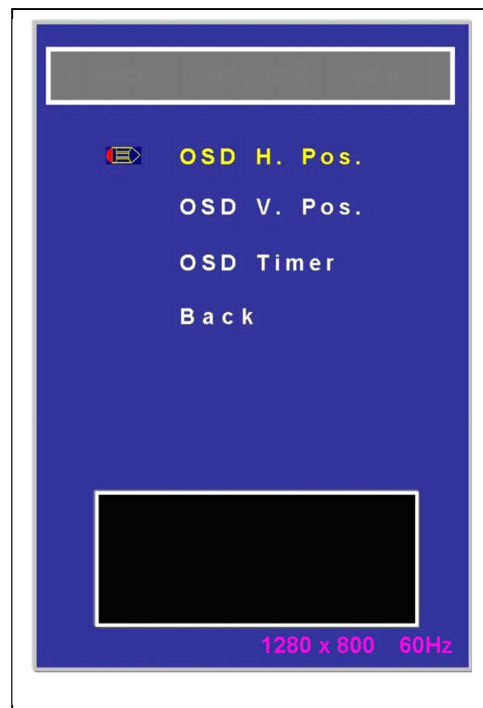 OSD H. Pos.
OSD V. Pos.
OSD Timer
Back
1280 x 800 60Hz